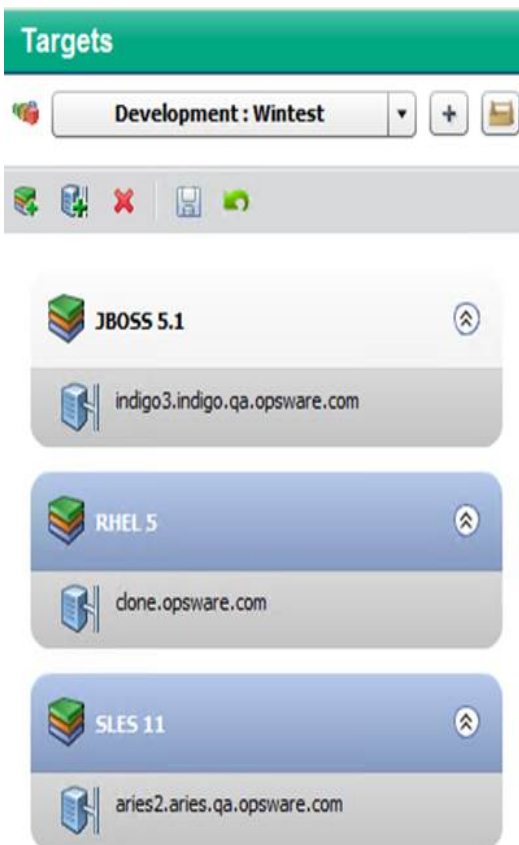 Targets
Development : Wintest
JBOSS 5.1
indigo3.indigo.qa.opsware.com
RHEL 5
clone.opsware.com
SLES 11
aries2.aries.qa.opsware.com